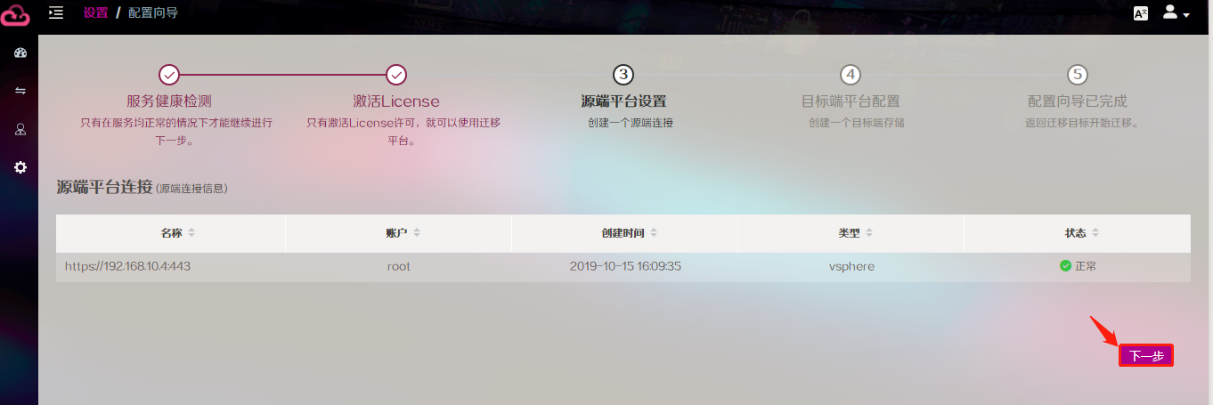 设置 / 配置向导
3 4 5
服务健康检测 激活License 源端平台设置 目标端平台配置 配置向导已完成
只有在服务均正常的情况下才能继续进行 只有激活License许可，就可以使用迁移 创建一个源端连接 创建一个目标端存储 返回迁移目标开始迁移。
下一步。 平台。
源端平台连接 (源端连接信息)
名称 账户 创建时间 类型 状态
https://192.168.10.4:443 root 2019-10-15 16:09:35 vsphere 正常
下一步